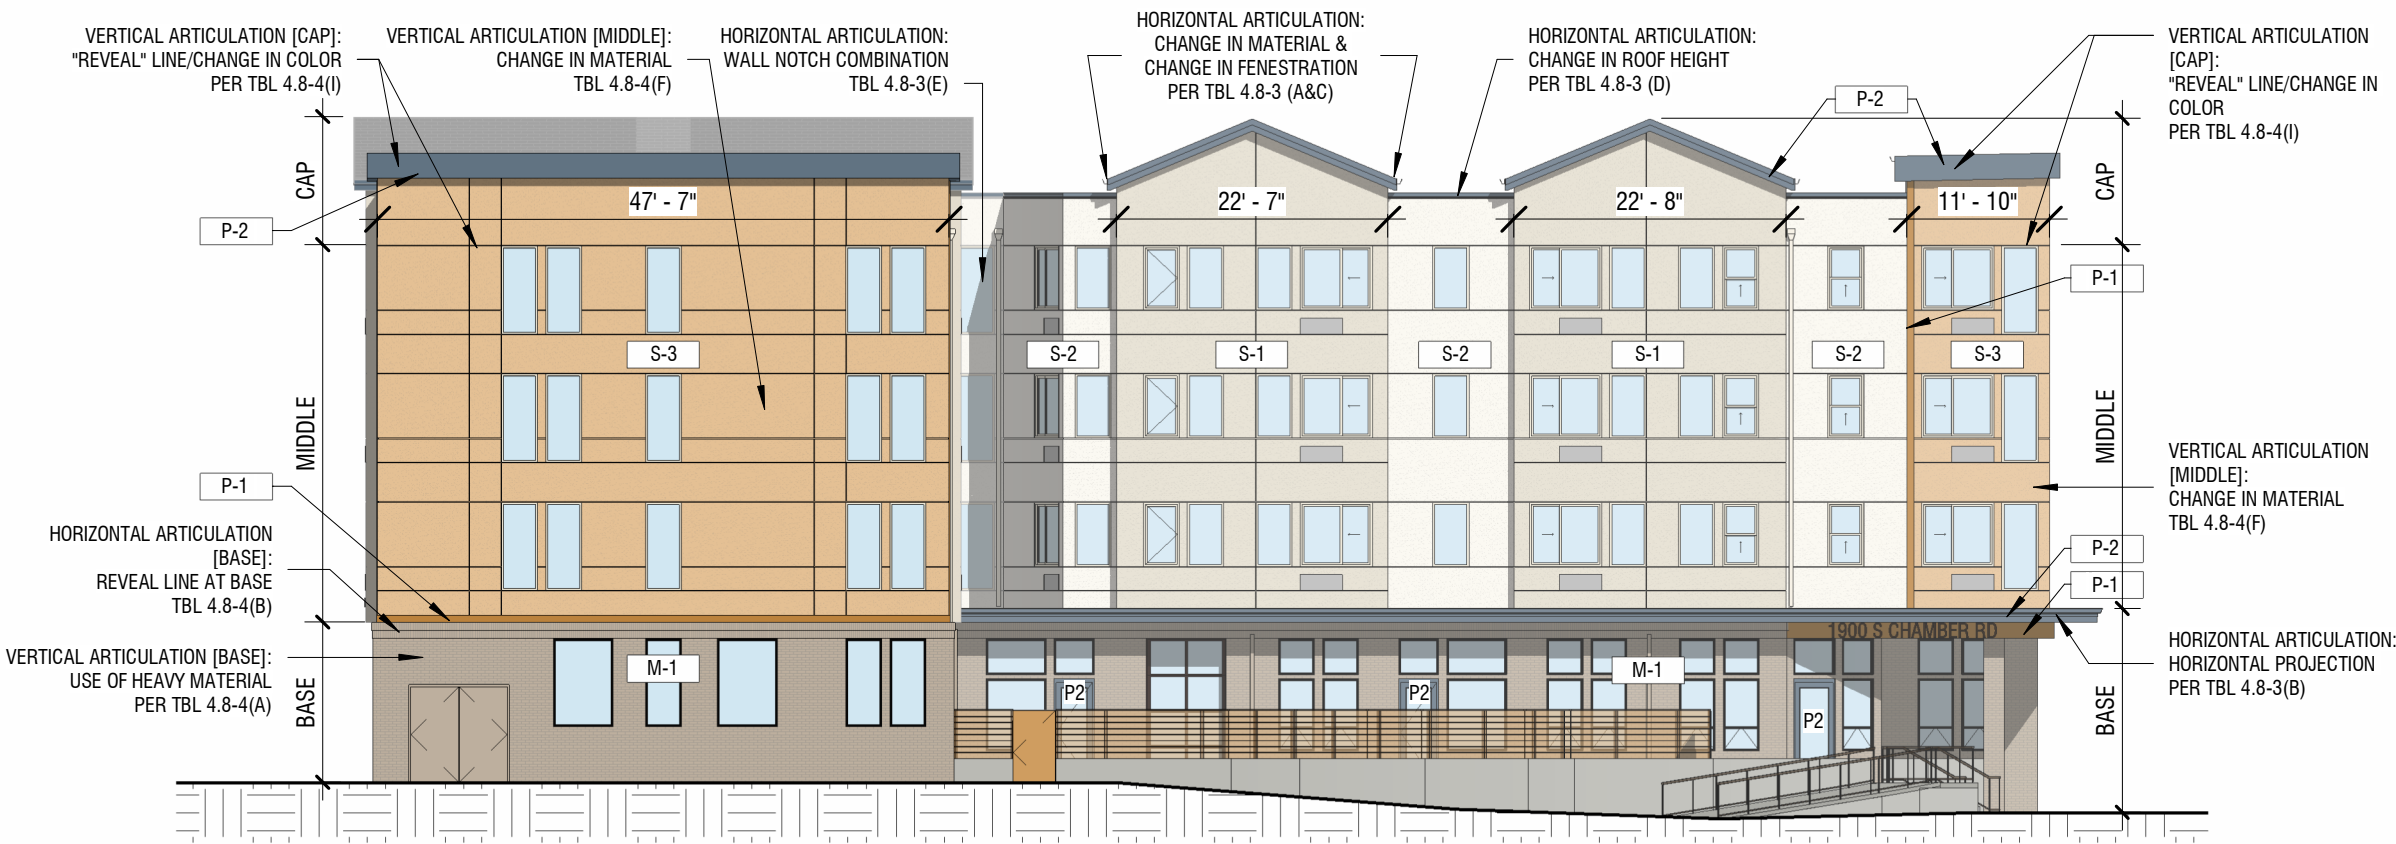 VERTICAL ARTICULATION [CAP]:
"REVEAL" LINE/CHANGE IN COLOR
PER TBL 4.8-4(I)
VERTICAL ARTICULATION [MIDDLE]:
CHANGE IN MATERIAL
TBL 4.8-4(F)
HORIZONTAL ARTICULATION:
WALL NOTCH COMBINATION
TBL 4.8-3(E)
HORIZONTAL ARTICULATION:
CHANGE IN MATERIAL &
CHANGE IN FENESTRATION
PER TBL 4.8-3 (A&C)
HORIZONTAL ARTICULATION:
CHANGE IN ROOF HEIGHT
PER TBL 4.8-3 (D)
VERTICAL ARTICULATION
[CAP]:
"REVEAL" LINE/CHANGE IN
COLOR
PER TBL 4.8-4(I)
P-2
CAP
CAP
47' - 7"
22' - 7"
22' - 8"
11' - 10"
P-2
P-1
S-3
S-2
S-1
S-2
S-1
S-2
S-3
MIDDLE
MIDDLE
P-1
VERTICAL ARTICULATION
[MIDDLE]:
CHANGE IN MATERIAL
TBL 4.8-4(F)
HORIZONTAL ARTICULATION
[BASE]:
REVEAL LINE AT BASE
TBL 4.8-4(B)
P-2
P-1
1900 S CHAMBER RD
VERTICAL ARTICULATION [BASE]:
USE OF HEAVY MATERIAL
PER TBL 4.8-4(A)
HORIZONTAL ARTICULATION:
HORIZONTAL PROJECTION
PER TBL 4.8-3(B)
M-1
M-1
BASE
P2
P2
P2
BASE